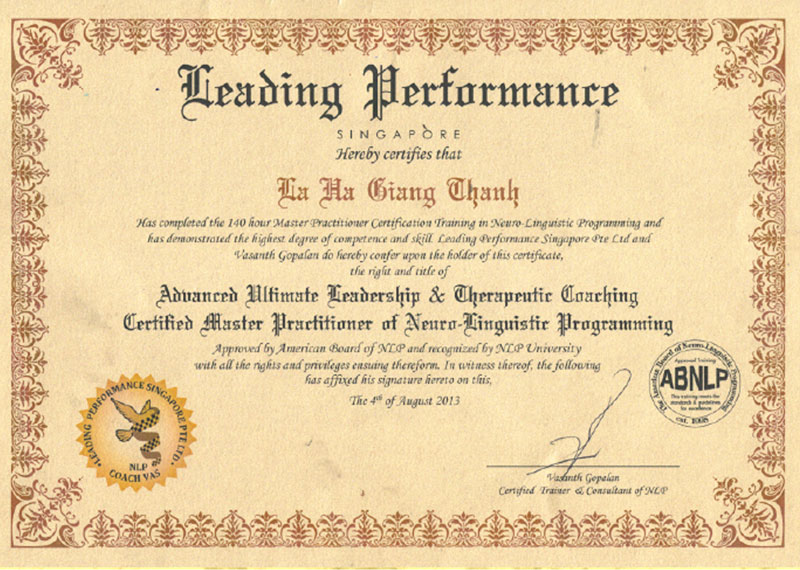 Leading Performance
SINGAPORE
Hereby certifies that
La Ha Giang Thanh
Has completed the 140 hour Master Practitioner Certification Training in Neuro-Linguistic Programming and
has demonstrated the highest degree of competence and skill. Leading Performance Singapore Pte Ltd and
Vasanth Gopalan do hereby confer upon the holder of this certificate,
the right and title of
Advanced Ultimate Leadership & Therapeutic Coaching
Certified Master Practitioner of Neuro-Linguistic Programming
Approved by American Board of NLP and recognized by NLP University
with all the rights and privileges ensuing thereform. In witness thereof, the following
has affixed his signature hereto on this,
The 4th of August 2013
LEADING PERFORMANCE SINGAPORE PTE LTD
NLP
COACH VAS
The American Board of Neuro-Linguistic Programming
Approved Training
ABNLP
This training meets the
standards & guidelines
for excellence
est.
Vasanth Gopalan
Certified Trainer & Consultant of NLP